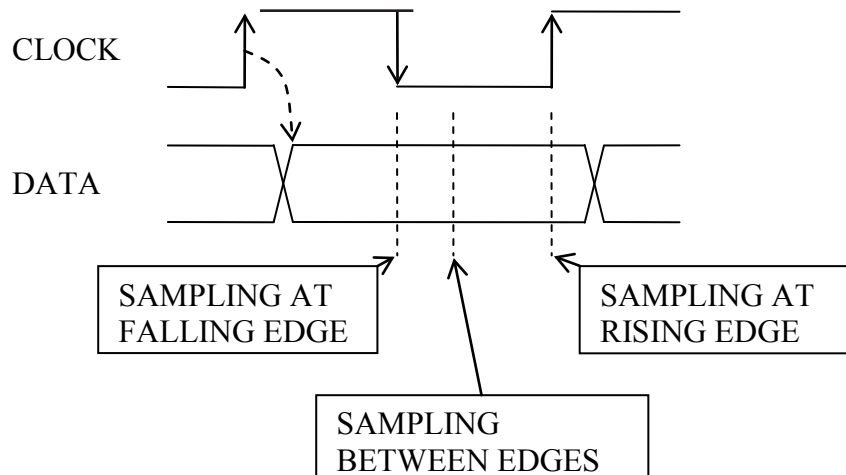 CLOCK
DATA
SAMPLING AT
FALLING EDGE
SAMPLING AT
RISING EDGE
SAMPLING
BETWEEN EDGES